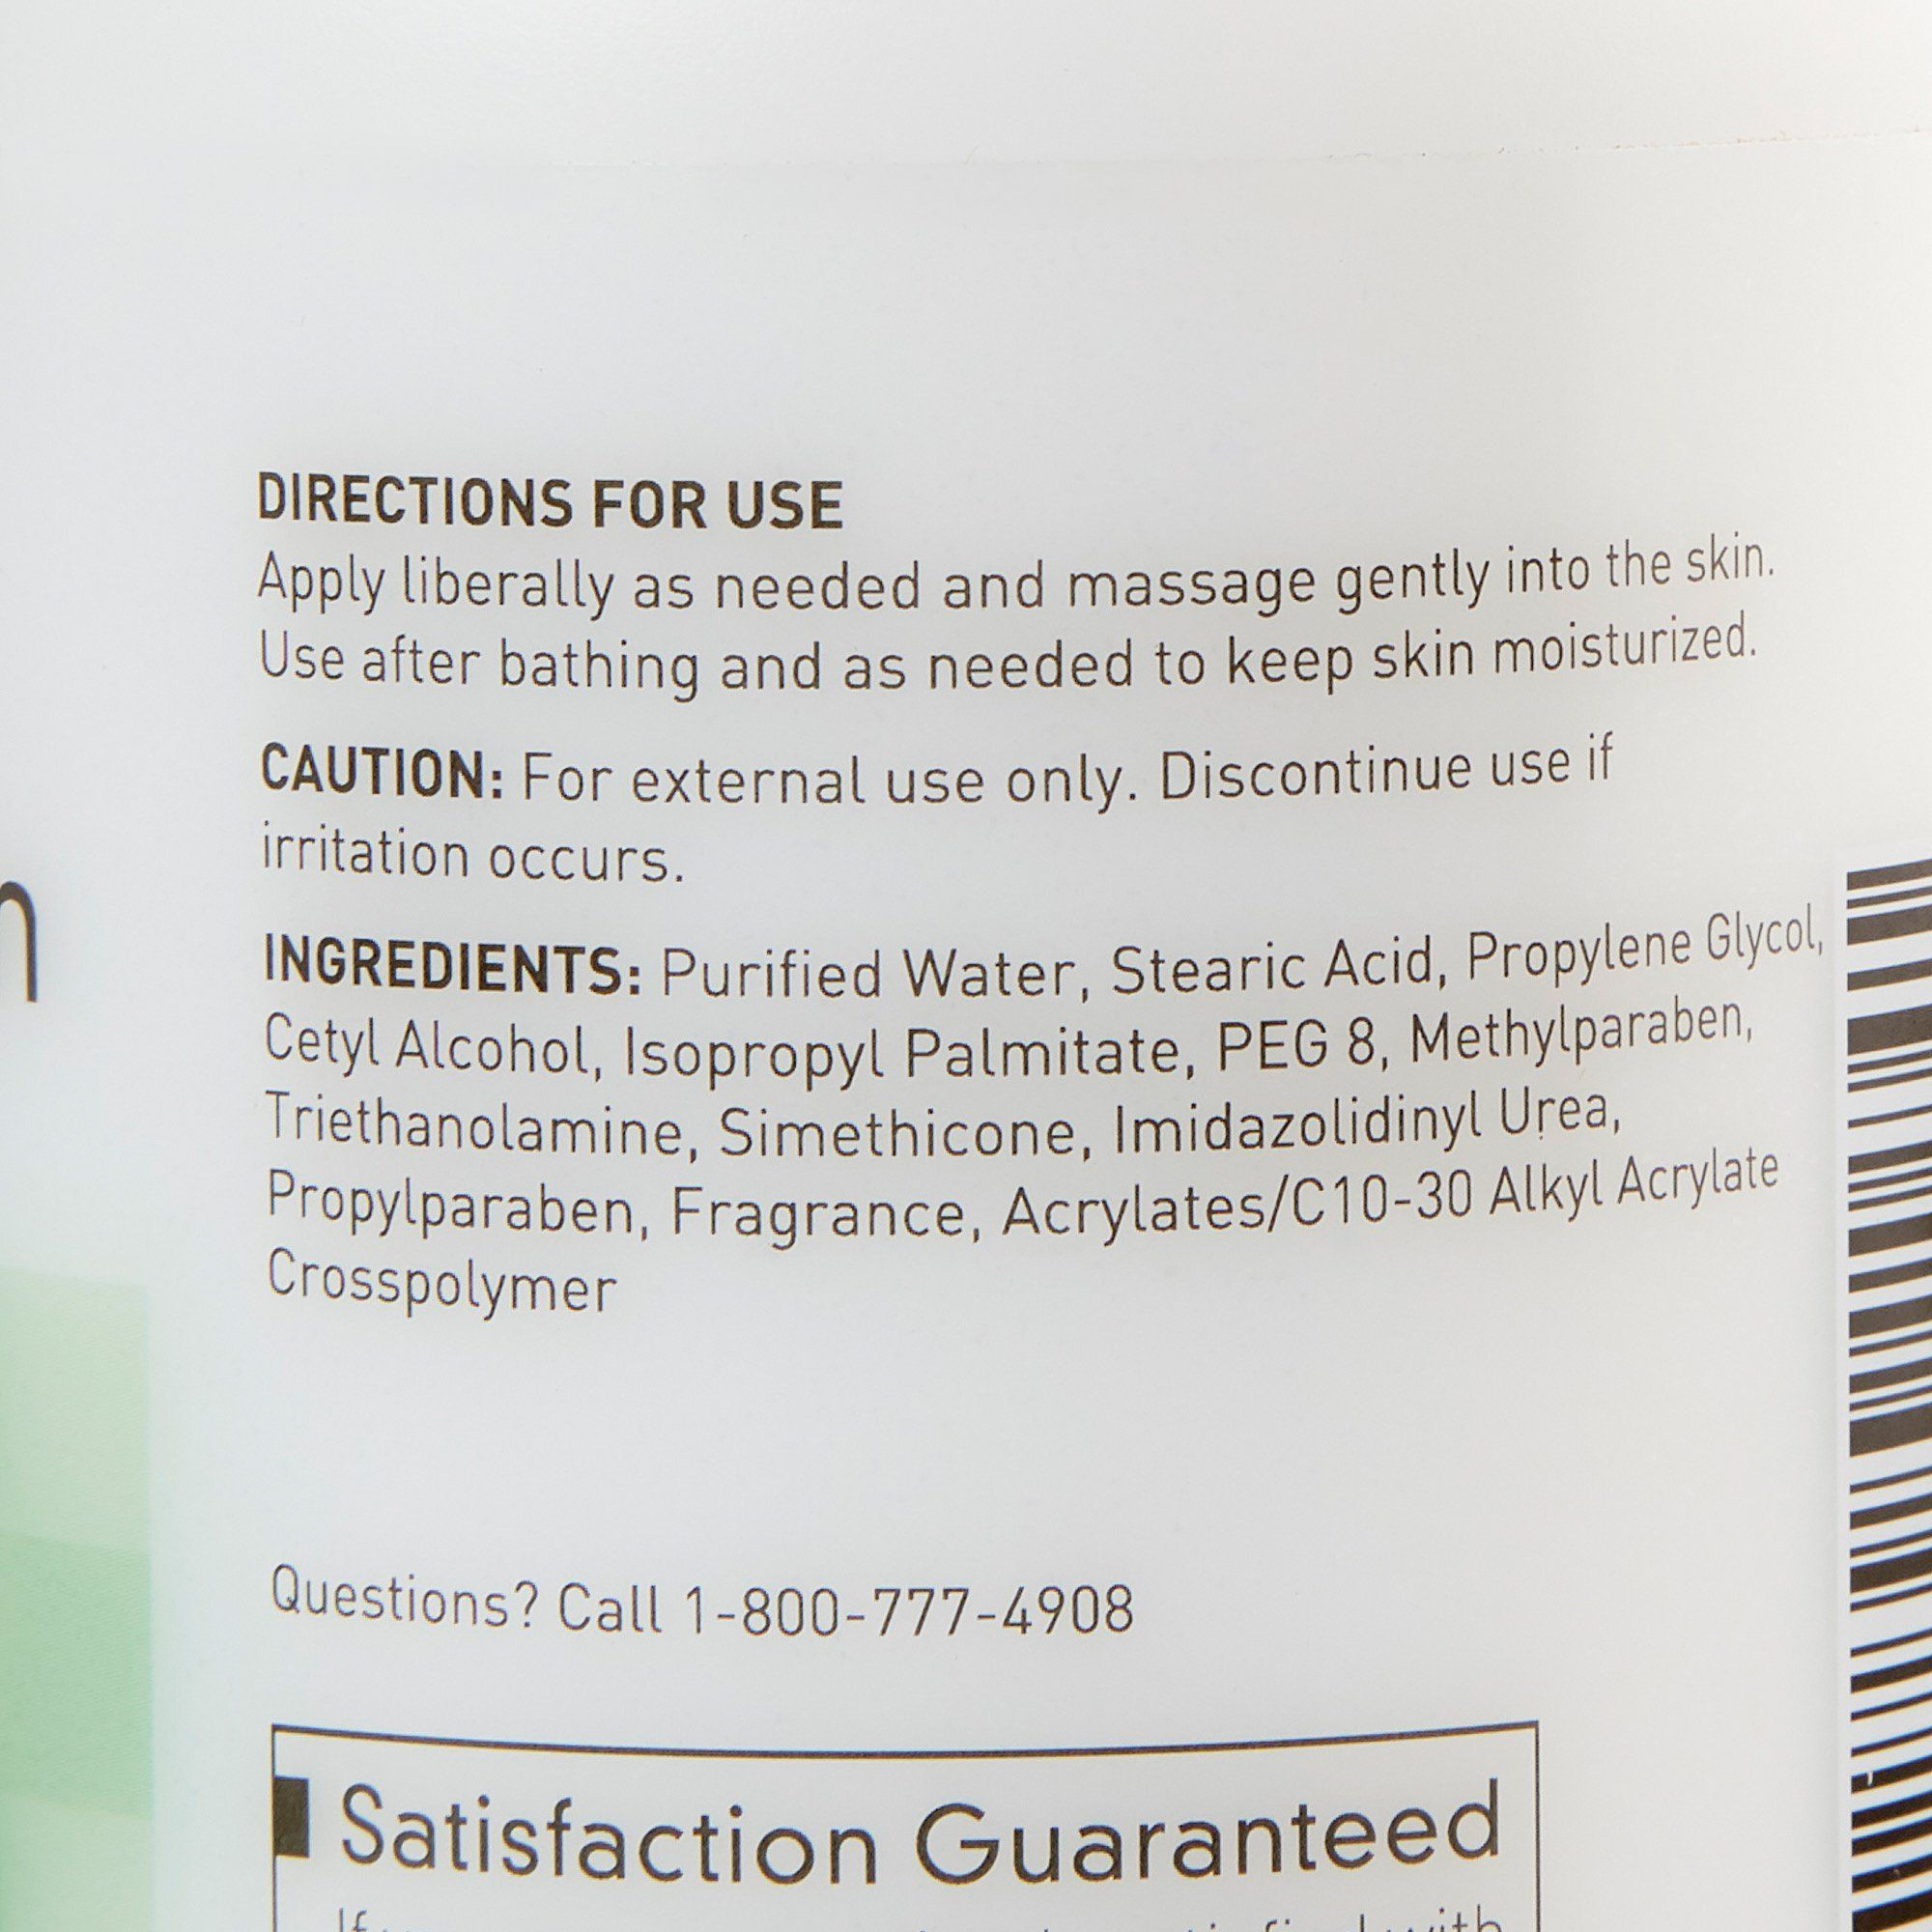 DIRECTIONS FOR USE
Apply liberally as needed and massage gently into the skin.
Use after bathing and as needed to keep skin moisturized.
CAUTION: For external use only. Discontinue use if
irritation occurs.
INGREDIENTS: Purified Water, Stearic Acid, Propylene Glycol,
Cetyl Alcohol, Isopropyl Palmitate, PEG 8, Methylparaben,
Triethanolamine, Simethicone, Imidazolidinyl Urea,
Propylparaben, Fragrance, Acrylates/C10-30 Alkyl Acrylate
Crosspolymer
Questions? Call 1-800-777-4908
Satisfaction Guaranteed